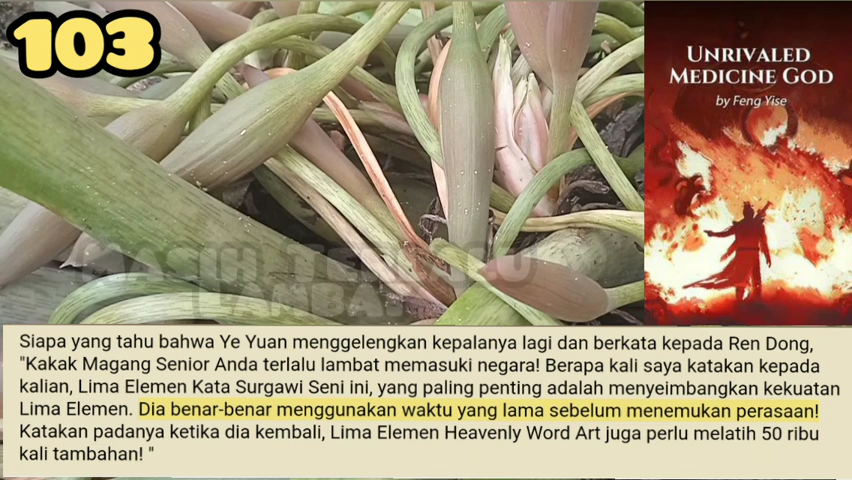 103
UNRIVALED
MEDICINE GOD
by Feng Yise
MASIH TERLALU
LAMBAT
Siapa yang tahu bahwa Ye Yuan menggelengkan kepalanya lagi dan berkata kepada Ren Dong,
"Kakak Magang Senior Anda terlalu lambat memasuki negara! Berapa kali saya katakan kepada
kalian, Lima Elemen Kata Surgawi Seni ini, yang paling penting adalah menyeimbangkan kekuatan
Lima Elemen. Dia benar-benar menggunakan waktu yang lama sebelum menemukan perasaan!
Katakan padanya ketika dia kembali, Lima Elemen Heavenly Word Art juga perlu melatih 50 ribu
kali tambahan! "